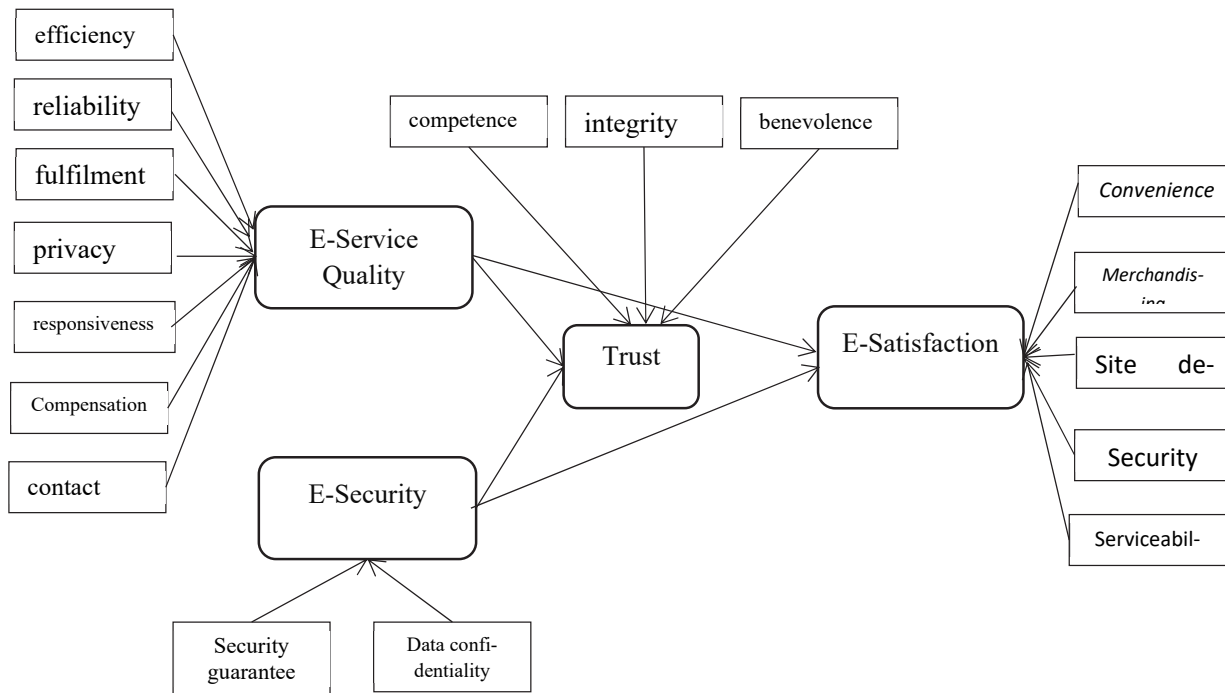 efficiency
reliability
fulfilment
privacy
responsiveness
Compensation
contact
competence
integrity
benevolence
E-Service
Quality
Trust
E-Security
Security
guarantee
Data confi-
dentiality
E-Satisfaction
Convenience
Merchandis-
Site de-
Security
Serviceabil-